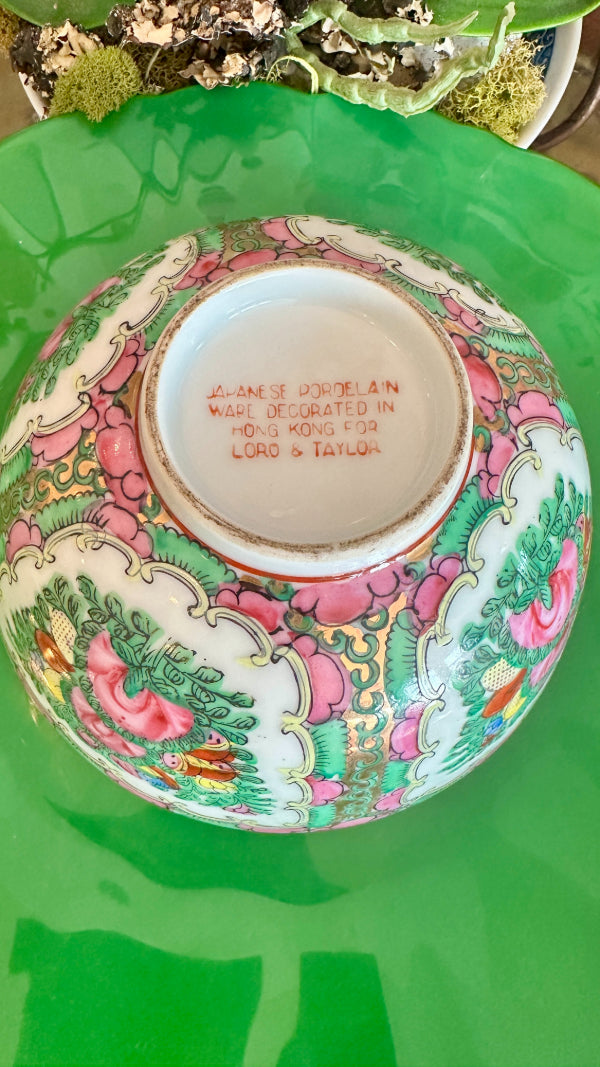 JAPANESE PORCELAIN
WARE DECORATED IN
HONG KONG FOR
LORD & TAYLOR